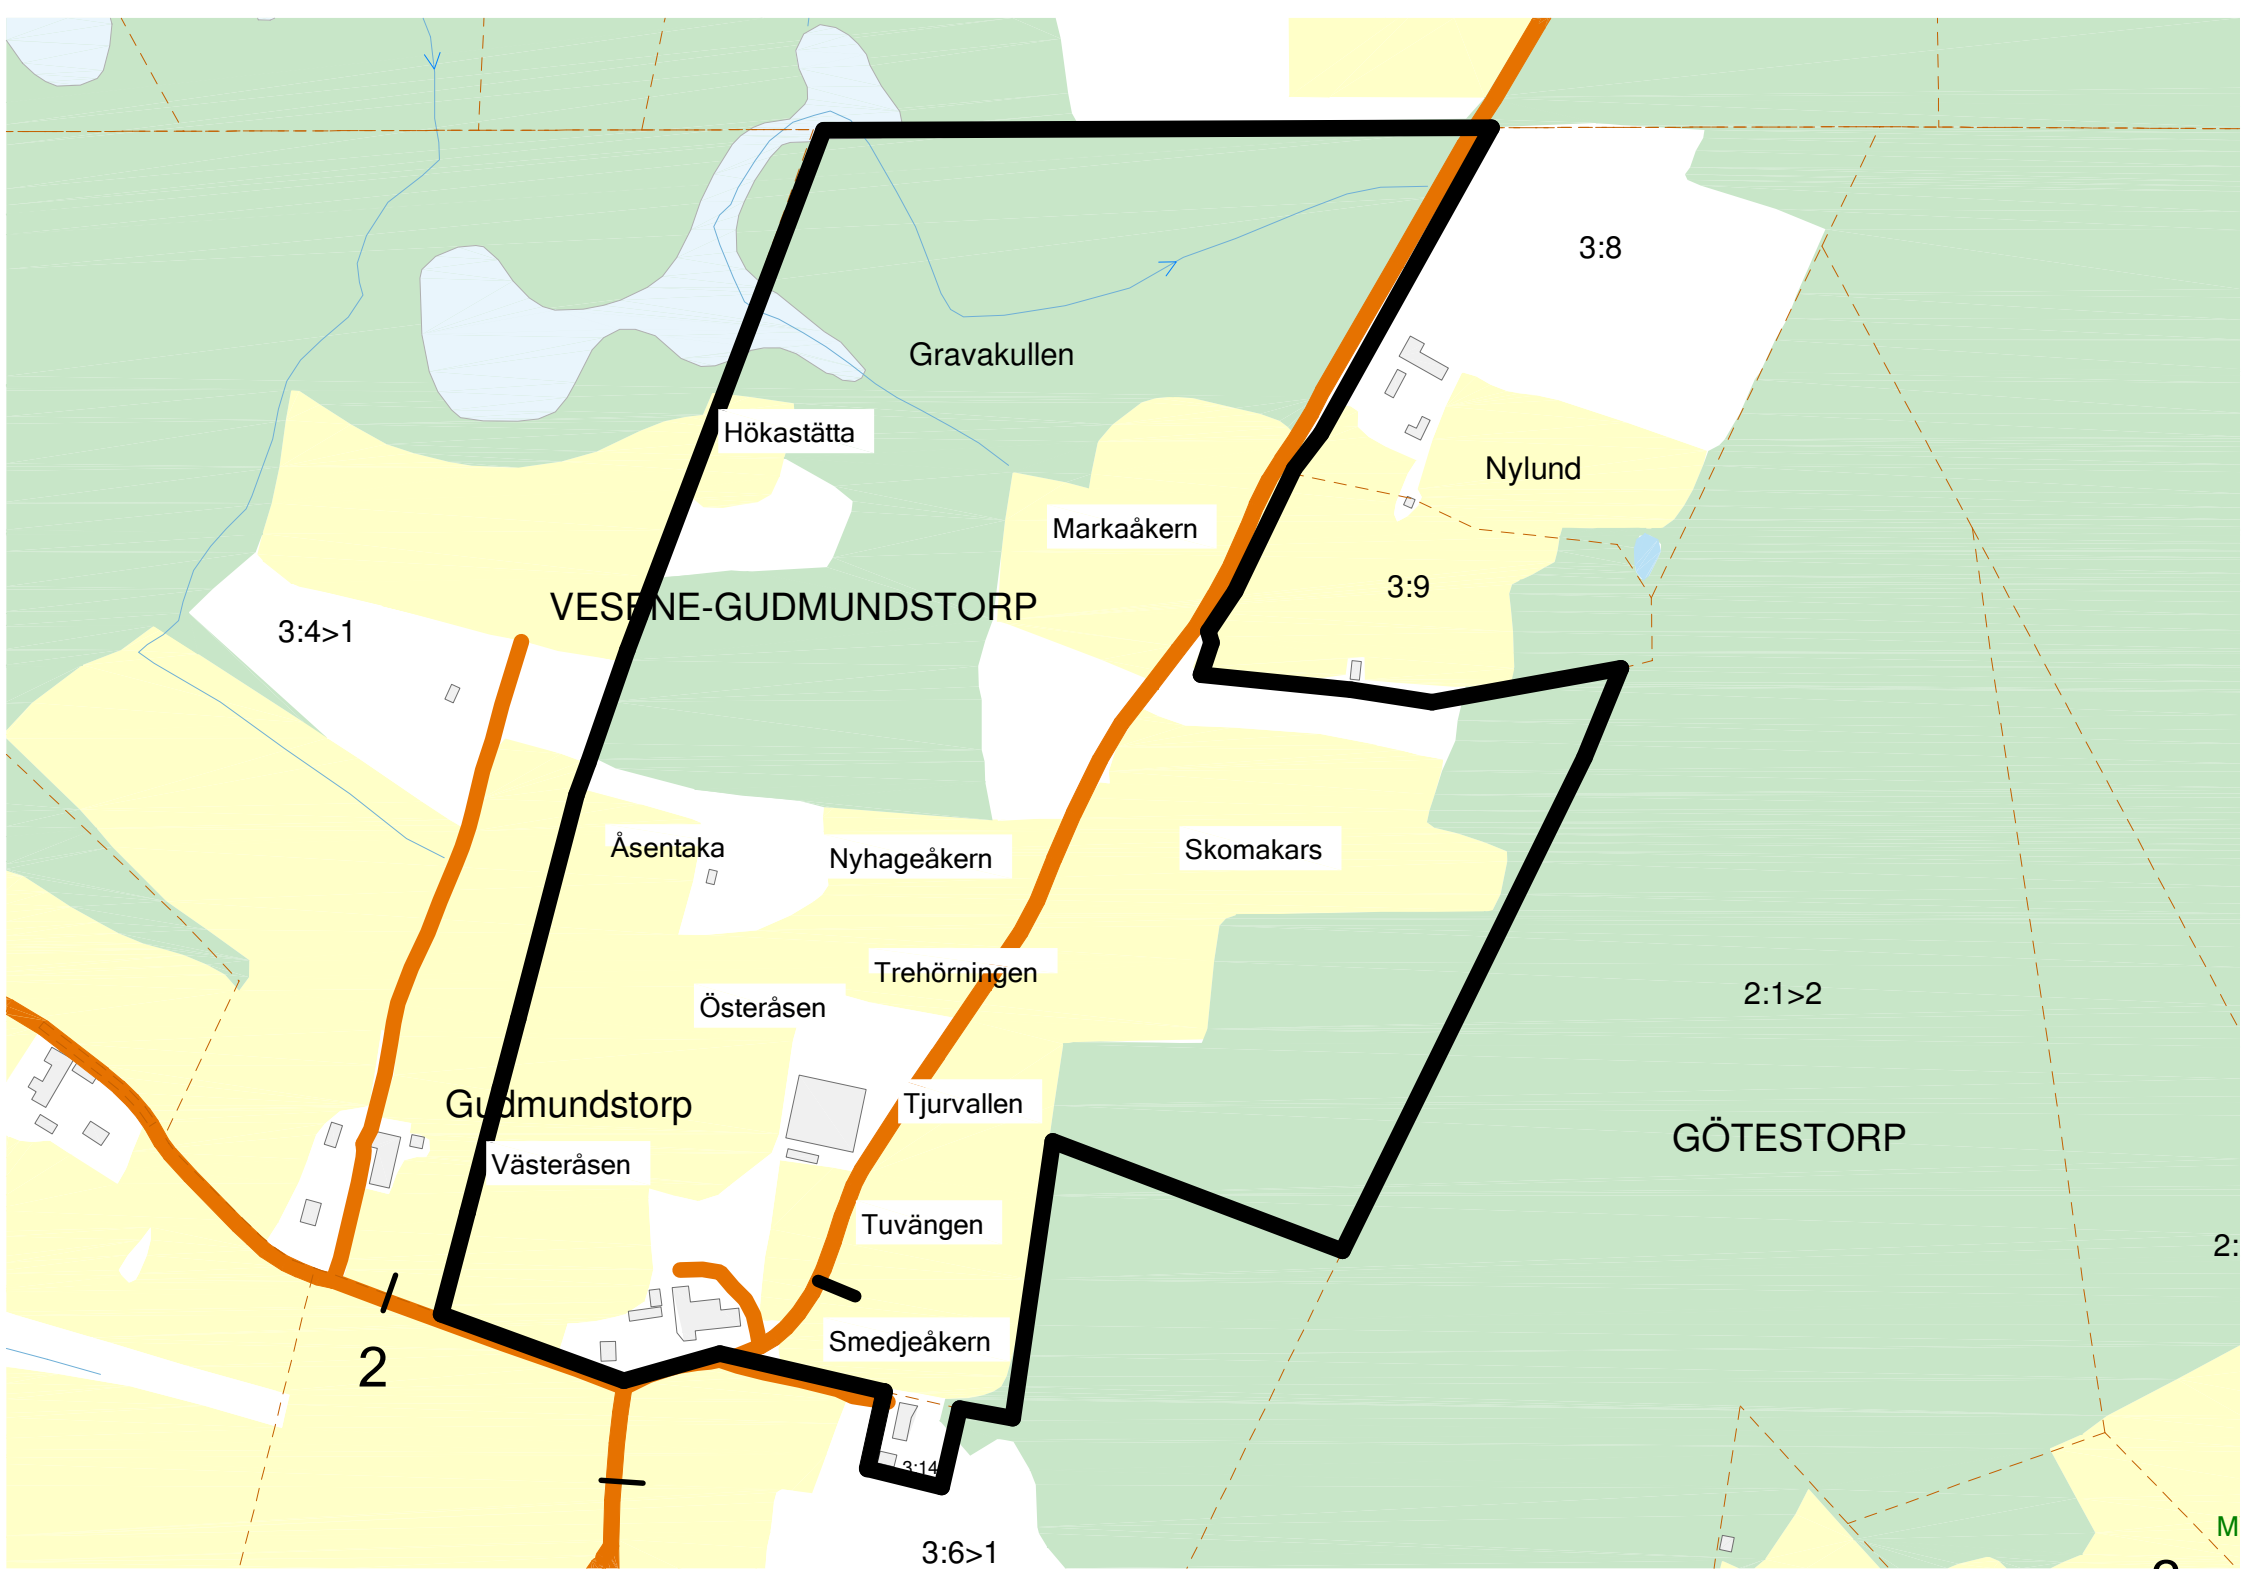 3:8
Gravakullen
Hökastätta
Nylund
Markaåkern
3:9
VESENE-GUDMUNDSTORP
3:4>1
Åsentaka
Nyhageåkern
Skomakars
Trehörningen
2:1>2
Österåsen
Gudmundstorp
Tjurvallen
GÖTESTORP
Västeråsen
Tuvängen
2:
Smedjeåkern
2
3:14
M
3:6>1